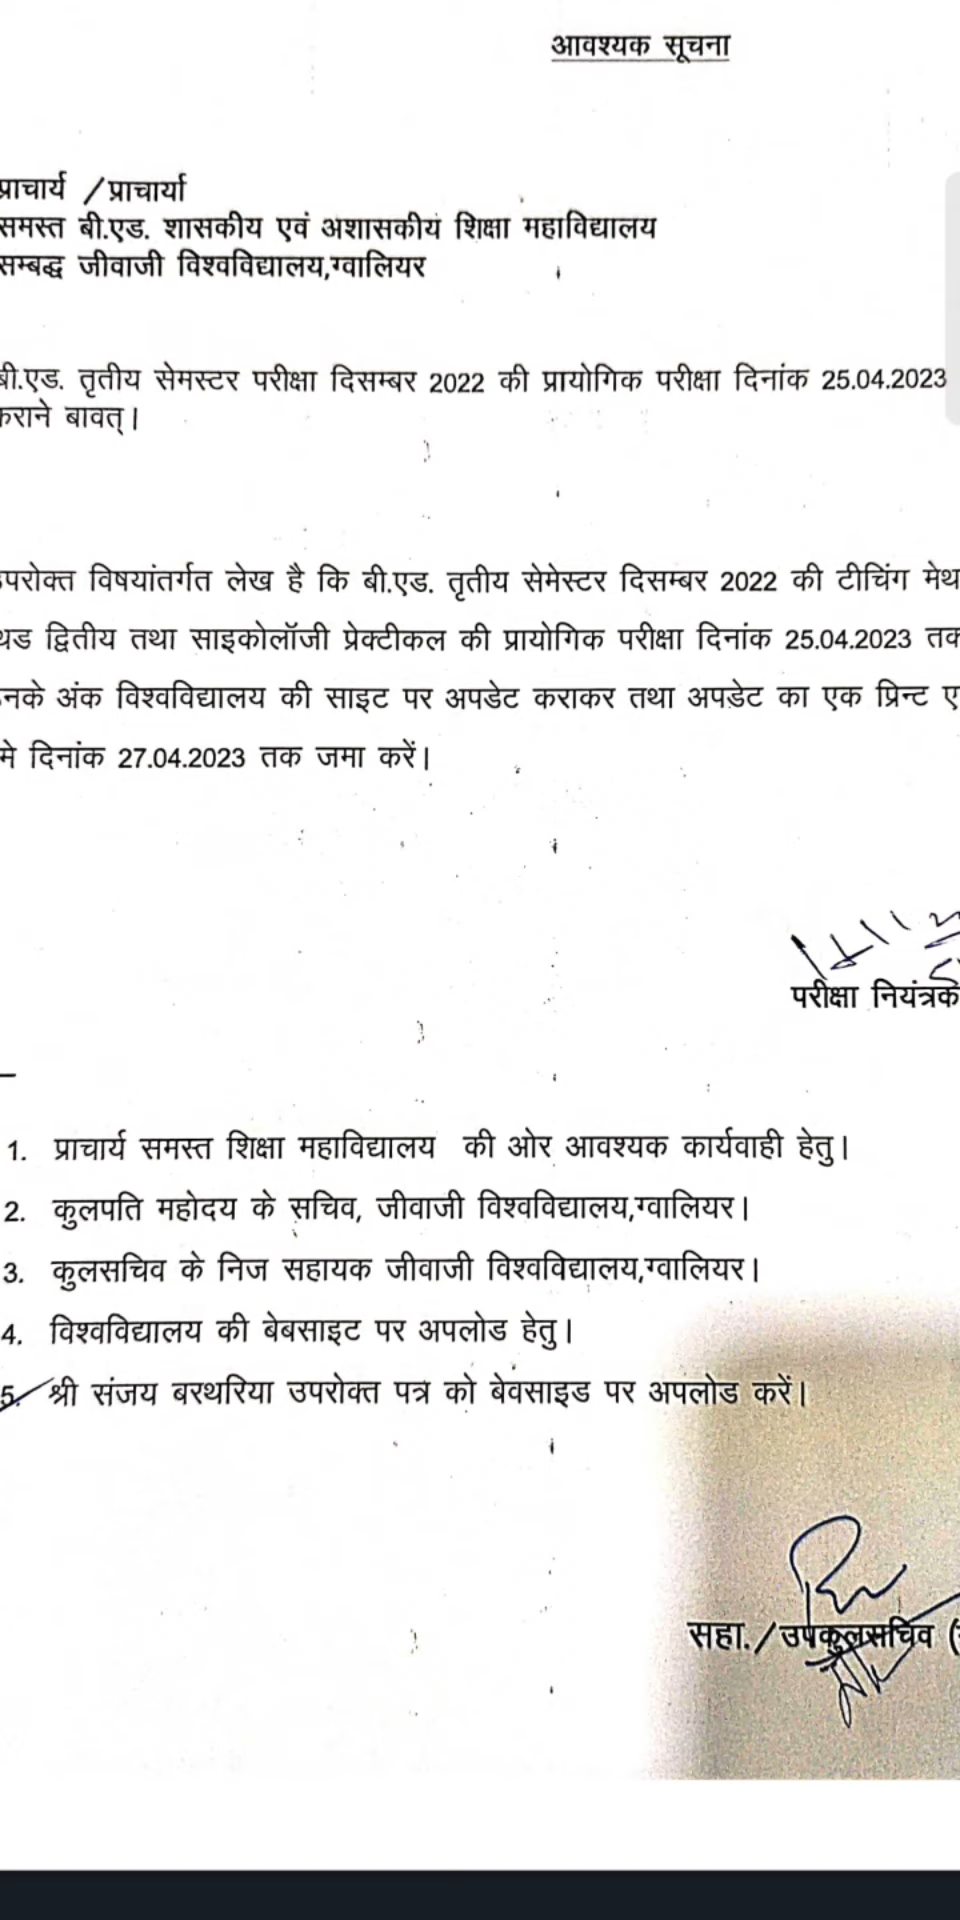 आवश्यक सूचना
प्राचार्य / प्राचार्या
समस्त बी.एड. शासकीय एवं अशासकीय शिक्षा महाविद्यालय
सम्बद्ध जीवाजी विश्वविद्यालय,ग्वालियर
बी.एड. तृतीय सेमस्टर परीक्षा दिसम्बर 2022 की प्रायोगिक परीक्षा दिनांक 25.04.2023
कराने बावत्।
उपरोक्त विषयांतर्गत लेख है कि बी.एड. तृतीय सेमेस्टर दिसम्बर 2022 की टीचिंग मेथ
थड द्वितीय तथा साइकोलॉजी प्रेक्टीकल की प्रायोगिक परीक्षा दिनांक 25.04.2023 तक
नके अंक विश्वविद्यालय की साइट पर अपडेट कराकर तथा अपडेट का एक प्रिन्ट ए
मे दिनांक 27.04.2023 तक जमा करें।
परीक्षा नियंत्रक
1. प्राचार्य समस्त शिक्षा महाविद्यालय की ओर आवश्यक कार्यवाही हेतु।
2. कुलपति महोदय के सचिव, जीवाजी विश्वविद्यालय,ग्वालियर।
3. कुलसचिव के निज सहायक जीवाजी विश्वविद्यालय,ग्वालियर।
4. विश्वविद्यालय की बेबसाइट पर अपलोड हेतु।
5. श्री संजय बरथरिया उपरोक्त पत्र को बेवसाइड पर अपलोड करें।
सहा./उपकुलसचिव (